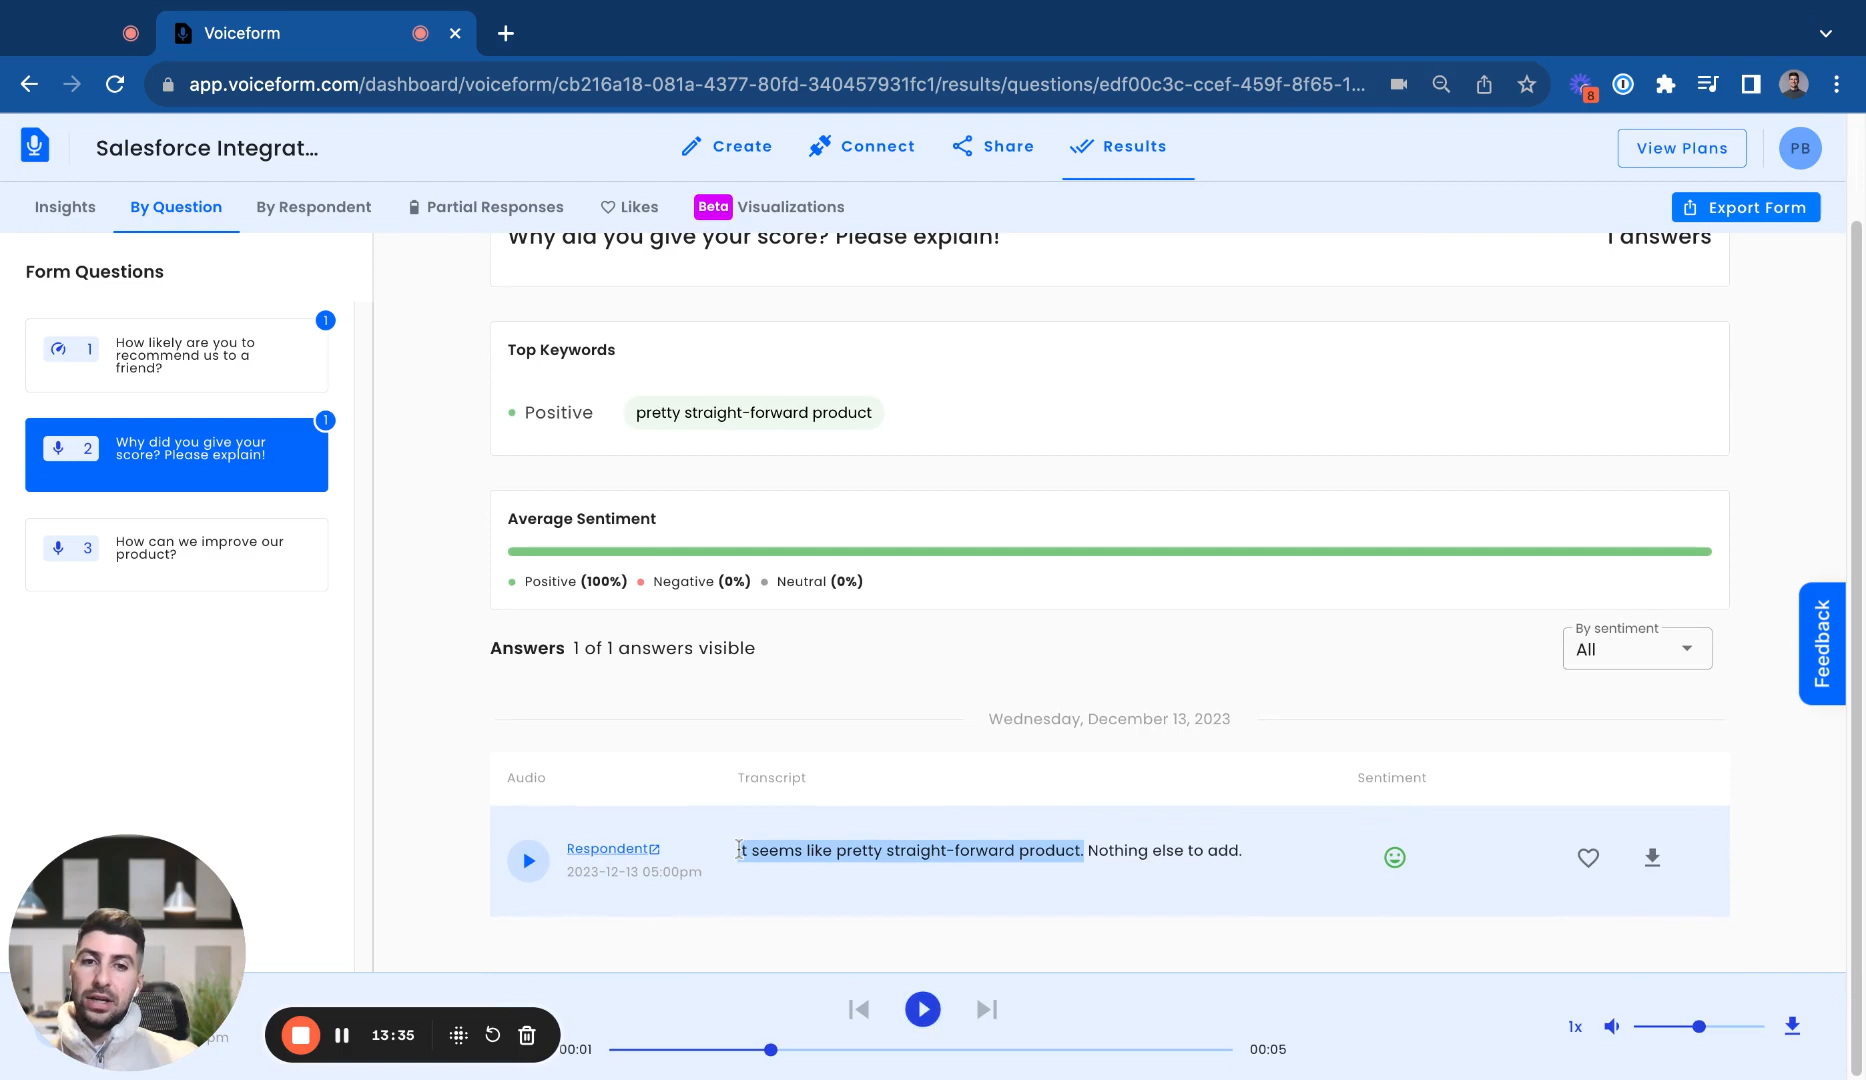 Voiceform
app.voiceform.com/dashboard/voiceform/cb216a18-081a-4377-80fd-340457931fc1/results/questions/edf00c3c-ccef-459f-8f65-1...
8
Salesforce Integrat...
Create
Connect
Share
Results
View Plans
PB
Insights
By Question
By Respondent
Partial Responses
Likes
Beta
Visualizations
Export Form
Form Questions
1
1
How likely are you to
recommend us to a
friend?
1
2
Why did you give your
score? Please explain!
3
How can we improve our
product?
Why did you give your score? Please explain!
1 answers
Top Keywords
Positive
pretty straight-forward product
Average Sentiment
Positive (100%)
Negative (0%)
Neutral (0%)
Answers 1 of 1 answers visible
By sentiment
All
Feedback
Wednesday, December 13, 2023
Audio
Transcript
Sentiment
Respondent
2023-12-13 05:00pm
It seems like pretty straight-forward product. Nothing else to add.
pm
13:35
00:01
00:05
1x